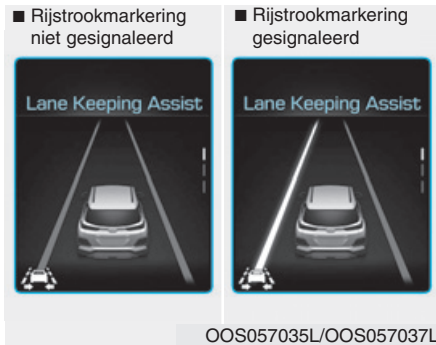 ■ Rijstrookmarkering
niet gesignaleerd
■ Rijstrookmarkering
gesignaleerd
Lane Keeping Assist
Lane Keeping Assist
OOS057035L/OOS057037L